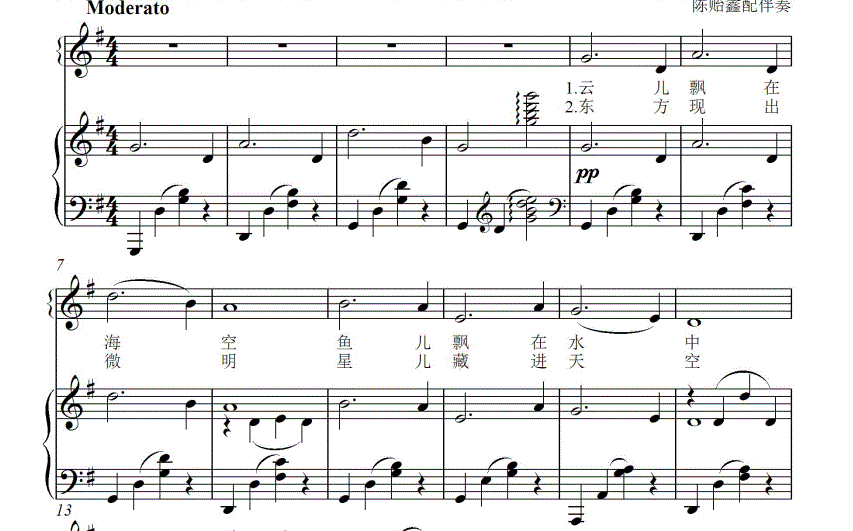 Moderato
陈贻鑫配伴奏
1.云 儿 飘 在
2.东 方 现 出
pp
7
海 空 鱼 儿 飘 在 水 中
微 明 星 儿 藏 进 天 空
13